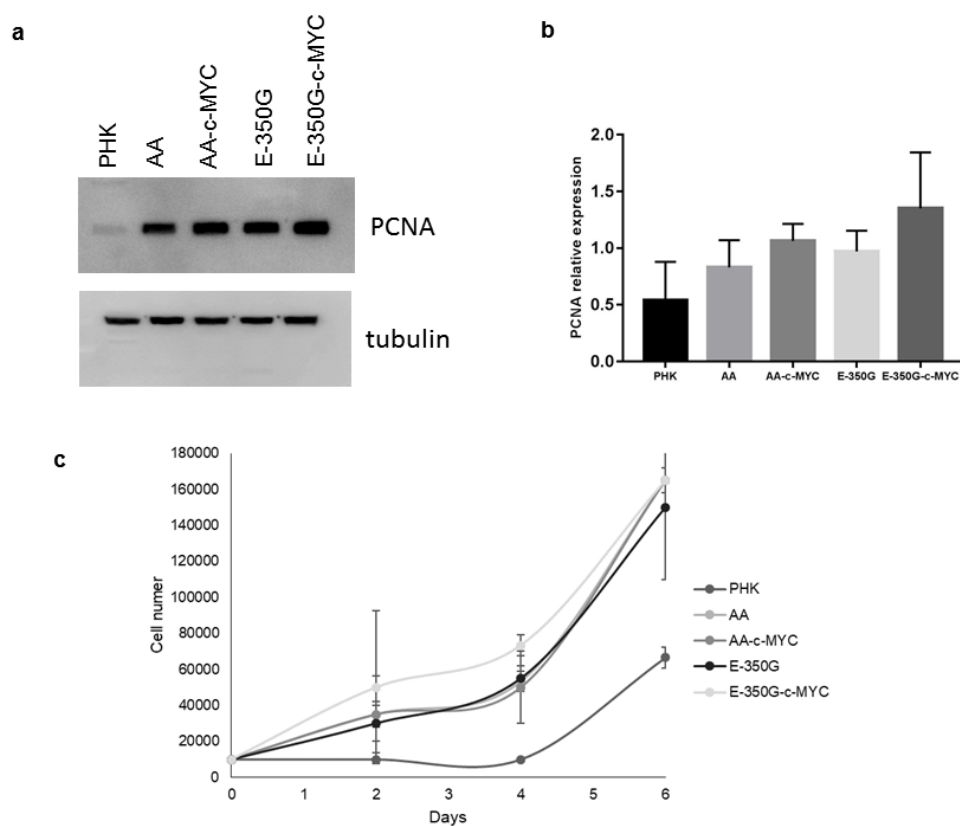 a
PHK
AA
AA-c-MYC
E-350G
E-350G-c-MYC
PCNA
tubulin
b
PCNA relative expression
2.0
1.5
1.0
0.5
0.0
PHK AA AA-c-MYC E-350G E-350G-c-MYC
c
Cell numer
180000
160000
140000
120000
100000
80000
60000
40000
20000
0
0 1 2 3 4 5 6
Days
PHK
AA
AA-c-MYC
E-350G
E-350G-c-MYC